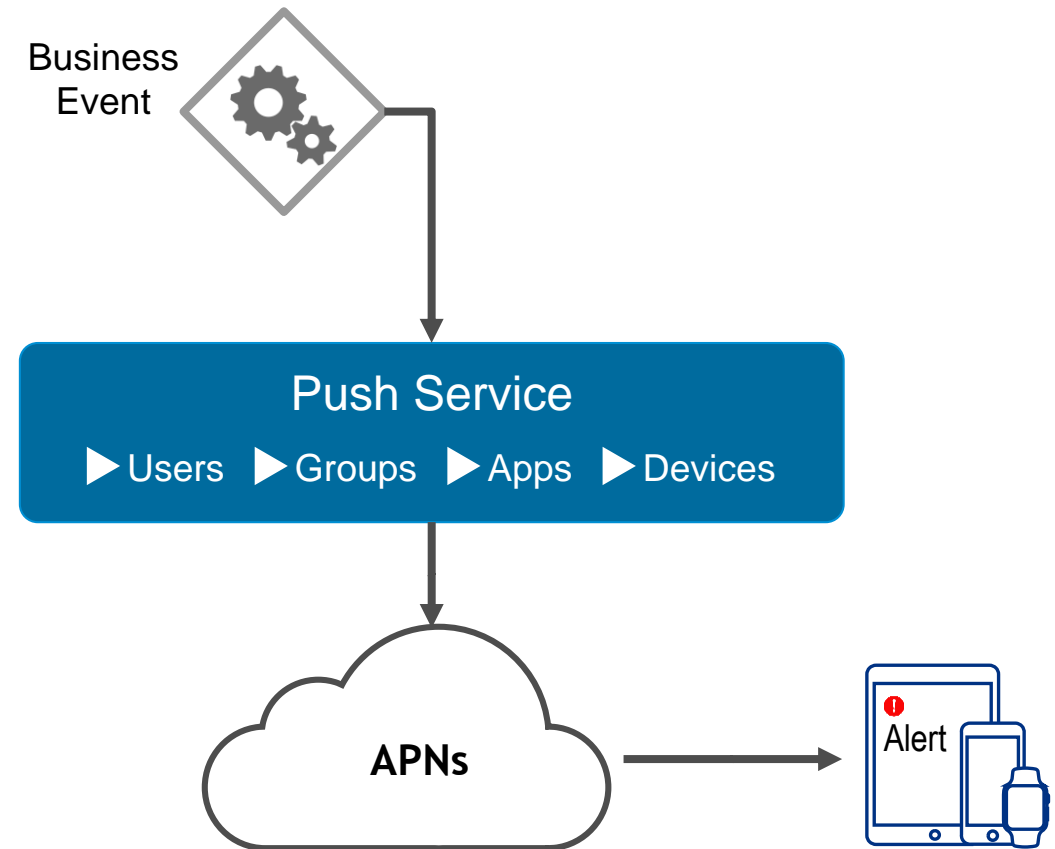 Business
Event
Push Service
Users Groups Apps Devices
APNs
Alert